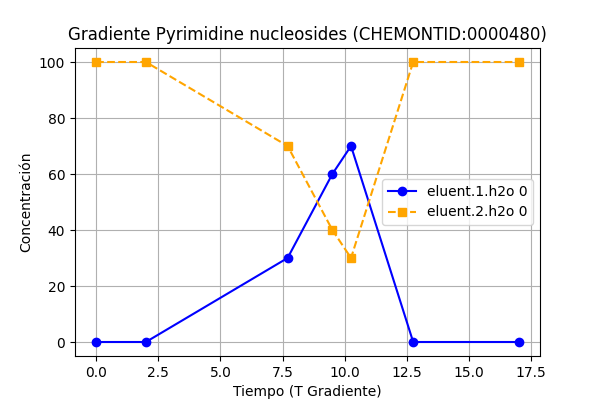 Gradiente Pyrimidine nucleosides (CHEMONTID:0000480)
100
80
60
40
20
0
Concentración
eluent.1.h2o 0
eluent.2.h2o 0
0.0 2.5 5.0 7.5 10.0 12.5 15.0 17.5
Tiempo (T Gradiente)